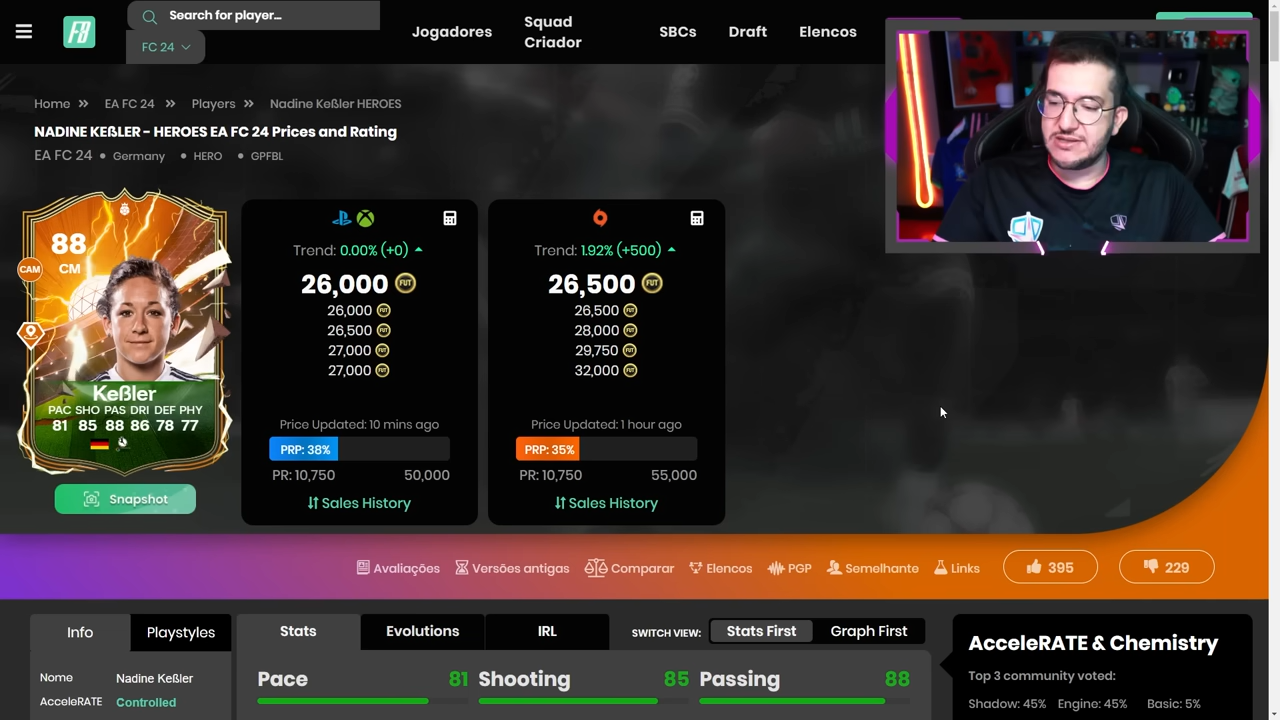 FB
Search for player...
FC 24
Jogadores
Squad
Criador
SBCs
Draft
Elencos
Home
EA FC 24
Players
Nadine Keßler HEROES
NADINE KEßLER - HEROES EA FC 24 Prices and Rating
EA FC 24 • Germany • HERO • GPFBL
88
CM
CAM
Keßler
PAC SHO PAS DRI DEF PHY
81 85 88 86 78 77
Snapshot
Trend: 0.00% (+0)
26,000 FUT
26,000
26,500
27,000
27,000
Price Updated: 10 mins ago
PRP: 38%
PR: 10,750 50,000
Sales History
Trend: 1.92% (+500)
26,500 FUT
26,500
28,000
29,750
32,000
Price Updated: 1 hour ago
PRP: 35%
PR: 10,750 55,000
Sales History
Avaliações
Versões antigas
Comparar
Elencos
PGP
Semelhante
Links
395
229
Info
Playstyles
Nome Nadine Keßler
AcceleRATE Controlled
Stats
Evolutions
IRL
SWITCH VIEW:
Stats First
Graph First
Pace 81
Shooting 85
Passing 88
AcceleRATE & Chemistry
Top 3 community voted:
Shadow: 45% Engine: 45% Basic: 5%